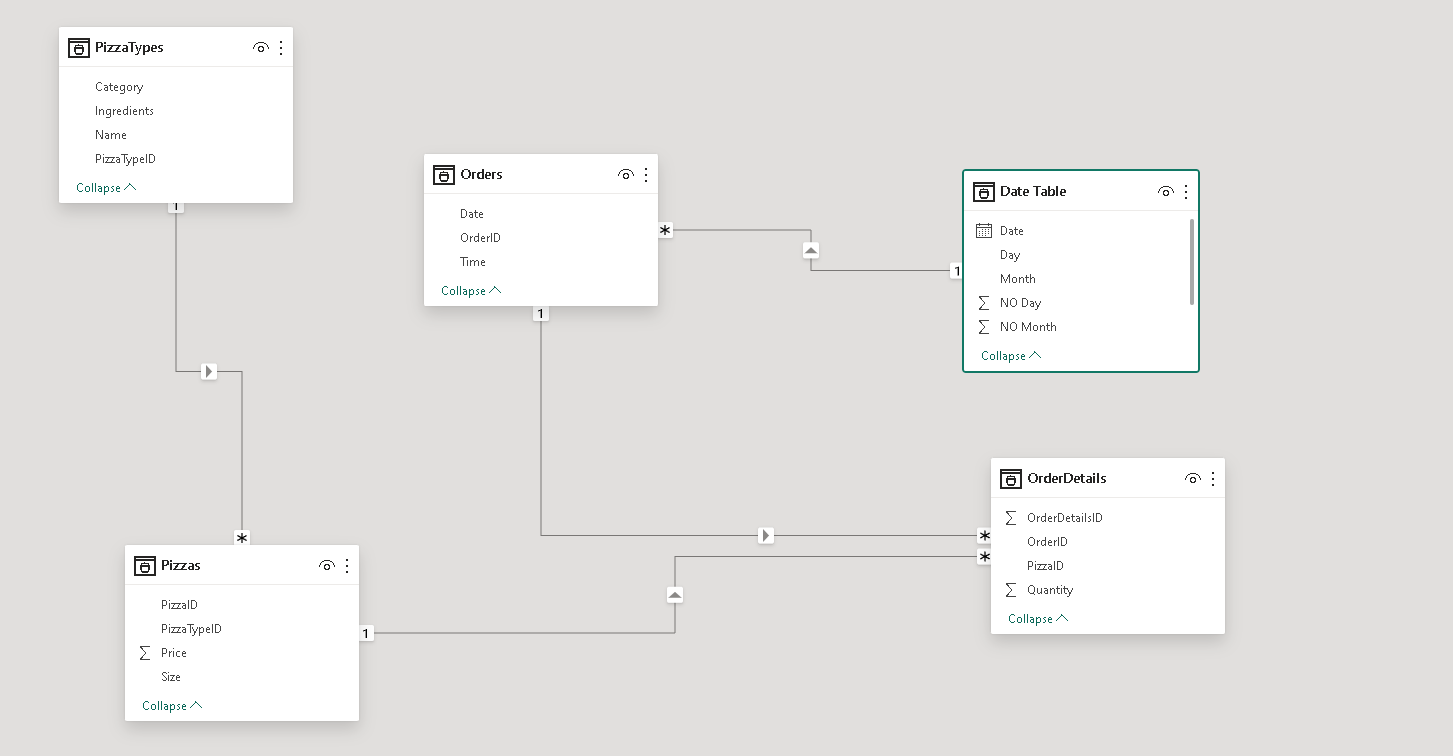 PizzaTypes
Category
Ingredients
Name
PizzaTypeID
Collapse
1
*
Orders
Date
OrderID
Time
Collapse
*
1
1
Date Table
Date
Day
Month
NO Day
NO Month
Collapse
Pizzas
PizzaID
PizzaTypeID
Price
Size
Collapse
1
*
*
OrderDetails
OrderDetailsID
OrderID
PizzaID
Quantity
Collapse